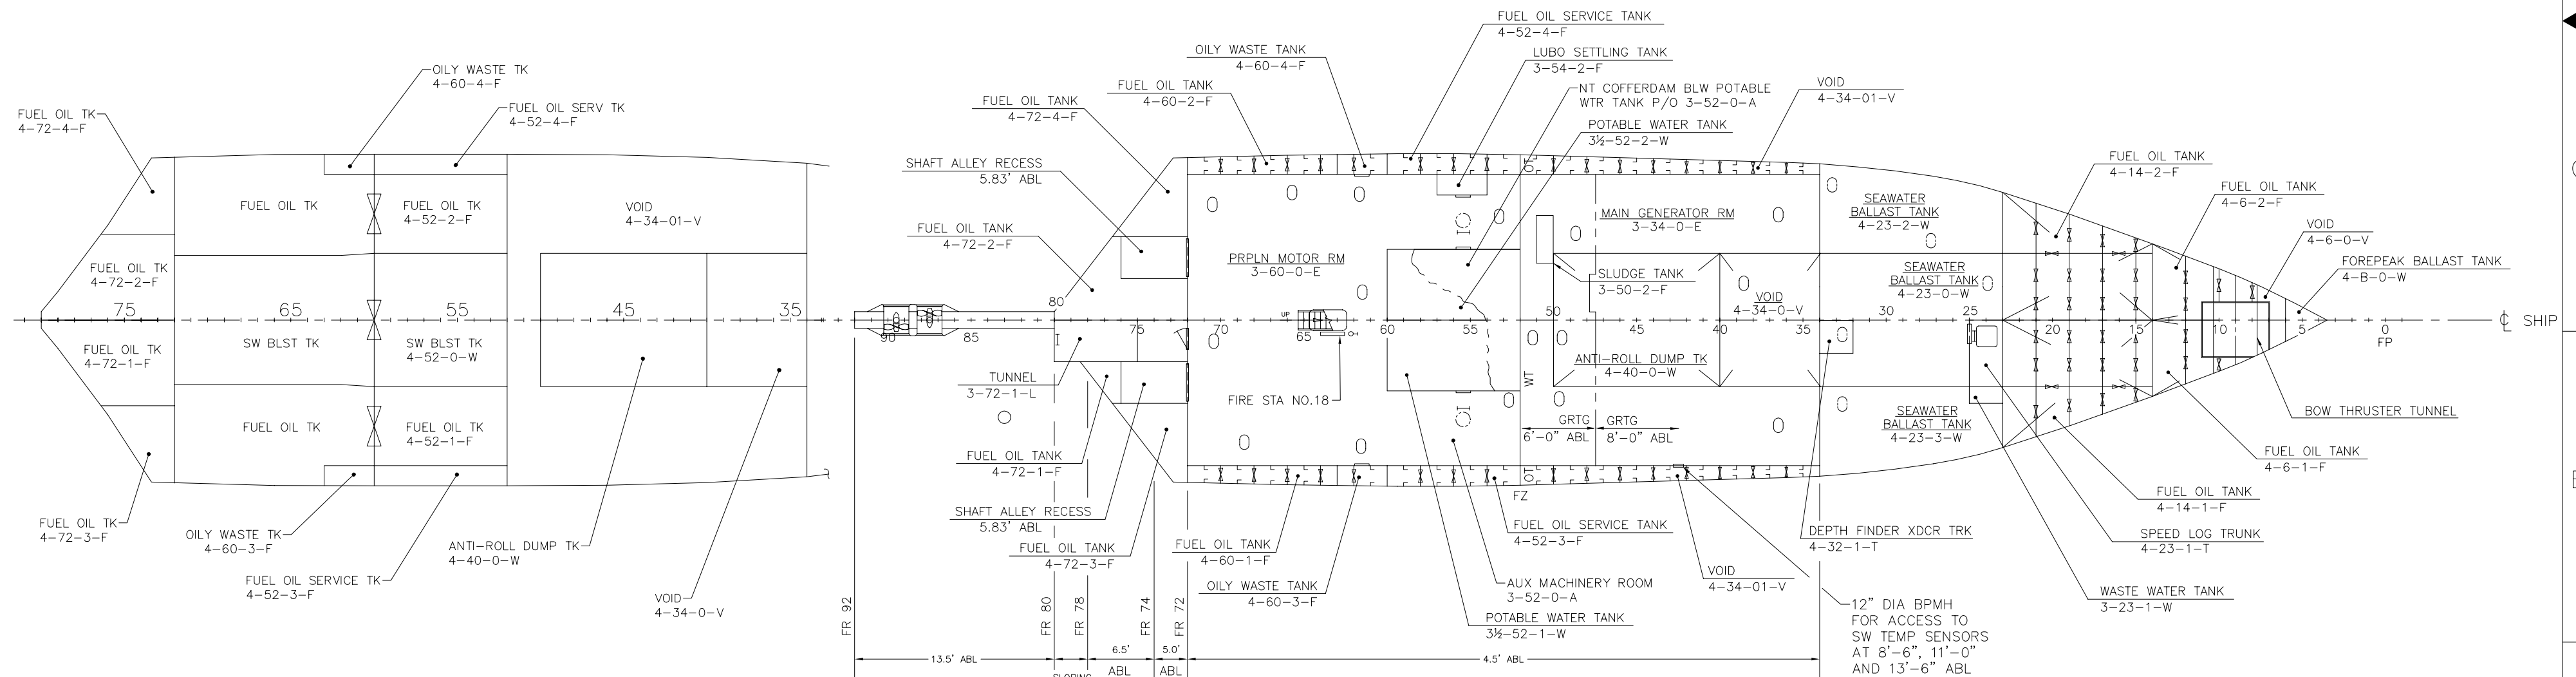 FUEL OIL TK
4-72-4-F
OILY WASTE TK
4-60-4-F
FUEL OIL SERV TK
4-52-4-F
FUEL OIL TK
FUEL OIL TK
4-52-2-F
VOID
4-34-01-V
FUEL OIL TK
4-72-2-F
75
65
55
45
35
FUEL OIL TK
4-72-1-F
SW BLST TK
SW BLST TK
4-52-0-W
FUEL OIL TK
FUEL OIL TK
4-52-1-F
FUEL OIL TK
4-72-3-F
OILY WASTE TK
4-60-3-F
FUEL OIL SERVICE TK
4-52-3-F
ANTI-ROLL DUMP TK
4-40-0-W
VOID
4-34-0-V
FUEL OIL SERVICE TANK
4-52-4-F
OILY WASTE TANK
4-60-4-F
LUBO SETTLING TANK
3-54-2-F
FUEL OIL TANK
4-60-2-F
NT COFFERDAM BLW POTABLE
WTR TANK P/O 3-52-0-A
VOID
4-34-01-V
FUEL OIL TANK
4-72-4-F
POTABLE WATER TANK
3½-52-2-W
SHAFT ALLEY RECESS
5.83' ABL
FUEL OIL TANK
4-14-2-F
FUEL OIL TANK
4-6-2-F
VOID
4-6-0-V
FOREPEAK BALLAST TANK
4-B-0-W
FUEL OIL TANK
4-72-2-F
OT
MAIN GENERATOR RM
3-34-0-E
SEAWATER
BALLAST TANK
4-23-2-W
PRPLN MOTOR RM
3-60-0-E
SLUDGE TANK
3-50-2-F
SEAWATER
BALLAST TANK
4-23-0-W
VOID
4-34-0-V
80
UP
90
85
75
70
65
60
55
50
45
40
35
30
25
20
15
10
5
0
FP
℄ SHIP
TUNNEL
3-72-1-L
FIRE STA NO.18
WT
ANTI-ROLL DUMP TK
4-40-0-W
SEAWATER
BALLAST TANK
4-23-3-W
BOW THRUSTER TUNNEL
GRTG
6'-0" ABL
GRTG
8'-0" ABL
FUEL OIL TANK
4-72-1-F
FUEL OIL TANK
4-6-1-F
OT
FZ
SHAFT ALLEY RECESS
5.83' ABL
FUEL OIL TANK
4-14-1-F
FUEL OIL SERVICE TANK
4-52-3-F
DEPTH FINDER XDCR TRK
4-32-1-T
SPEED LOG TRUNK
4-23-1-T
FUEL OIL TANK
4-72-3-F
FUEL OIL TANK
4-60-1-F
OILY WASTE TANK
4-60-3-F
AUX MACHINERY ROOM
3-52-0-A
VOID
4-34-01-V
WASTE WATER TANK
3-23-1-W
POTABLE WATER TANK
3½-52-1-W
12" DIA BPMH
FOR ACCESS TO
SW TEMP SENSORS
AT 8'-6", 11'-0"
AND 13'-6" ABL
FR 92
FR 80
FR 78
FR 74
FR 72
13.5' ABL
6.5'
ABL
5.0'
ABL
4.5' ABL